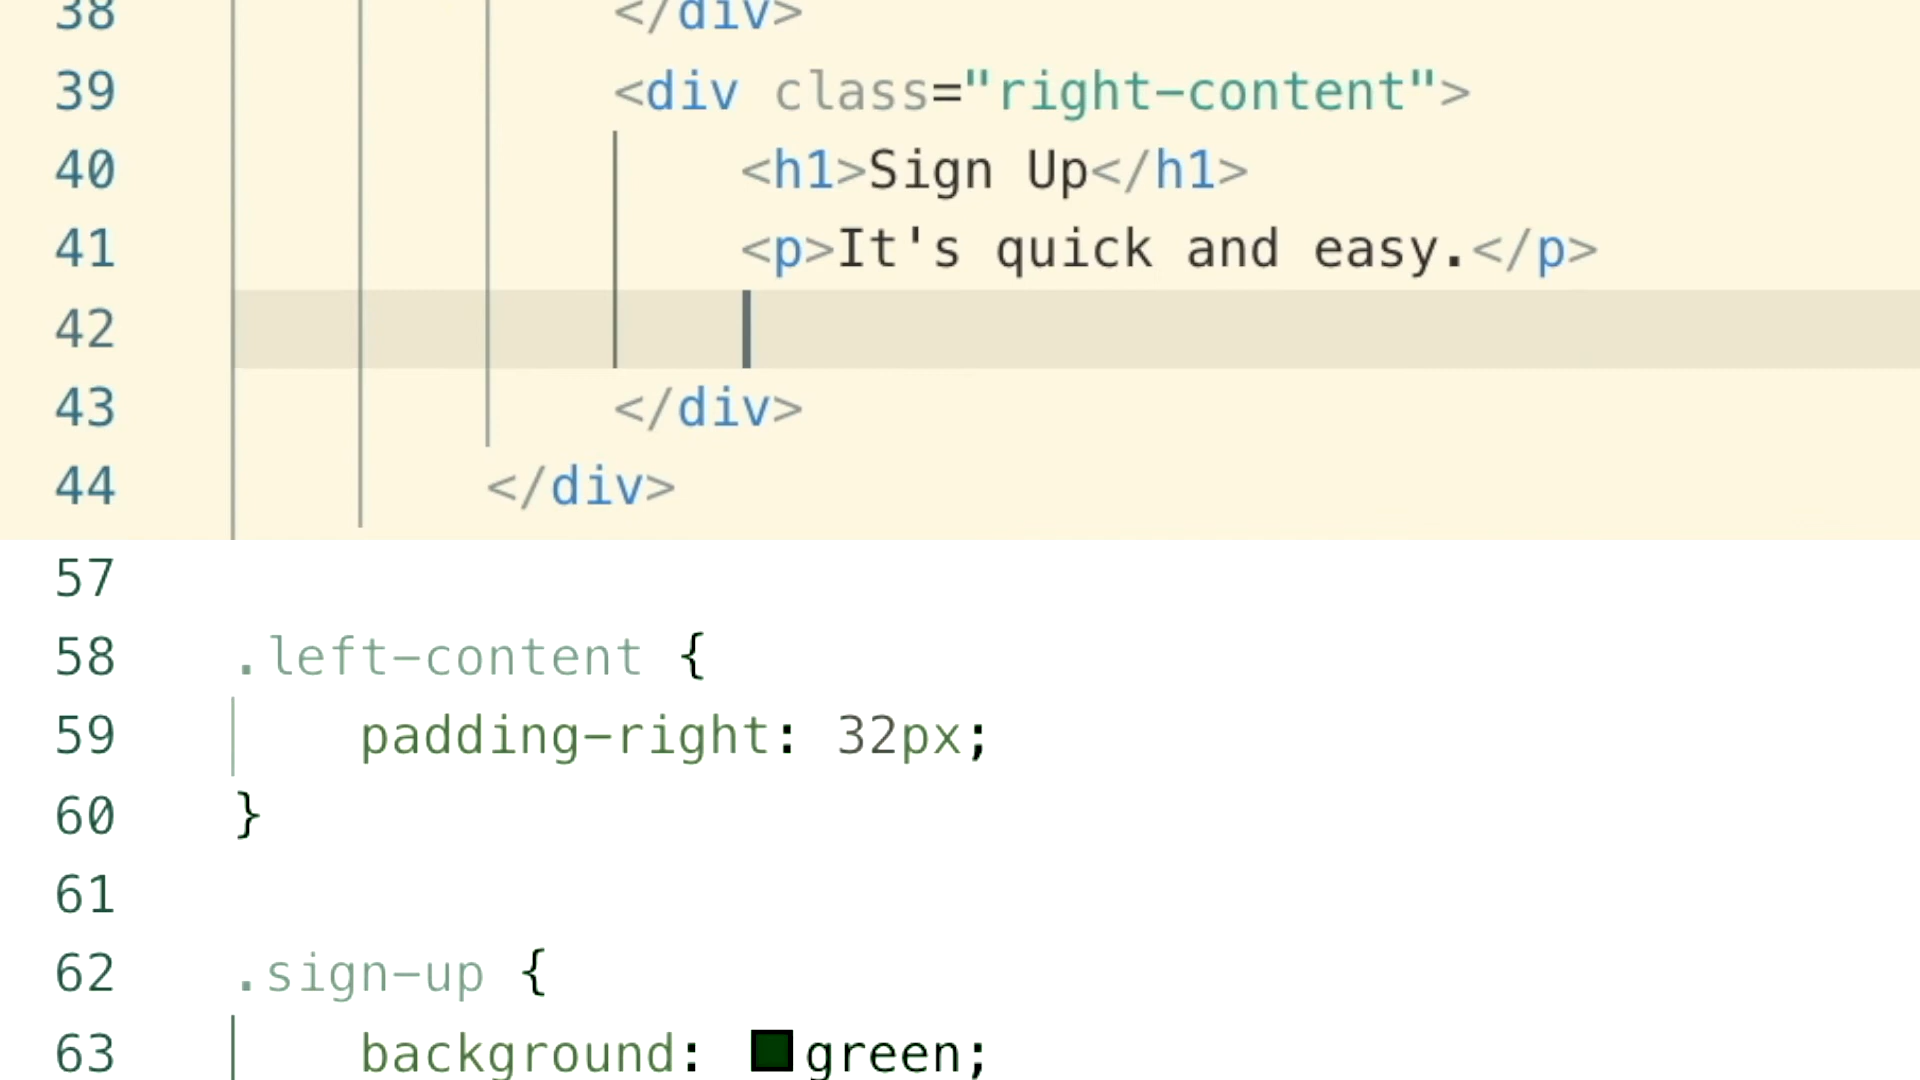 38 </div>
39 <div class="right-content">
40 <h1>Sign Up</h1>
41 <p>It's quick and easy.</p>
42
43 </div>
44 </div>
57
58 .left-content {
59 padding-right: 32px;
60 }
61
62 .sign-up {
63 background: green;